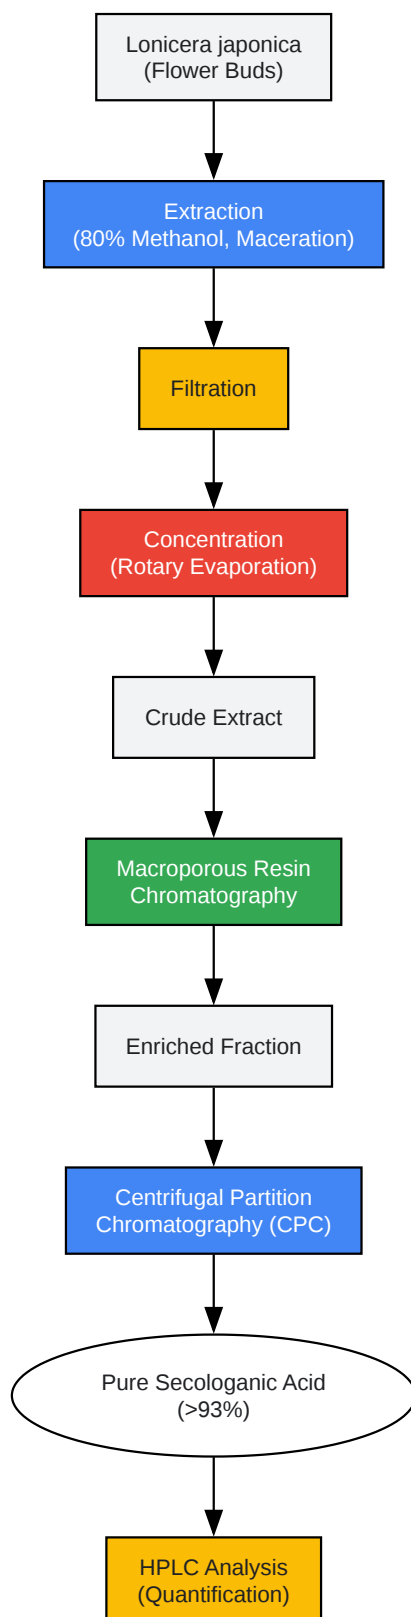 Lonicera japonica
(Flower Buds)
Extraction
(80% Methanol, Maceration)
Filtration
Concentration
(Rotary Evaporation)
Crude Extract
Macroporous Resin
Chromatography
Enriched Fraction
Centrifugal Partition
Chromatography (CPC)
Pure Secologanic Acid
(>93%)
HPLC Analysis
(Quantification)